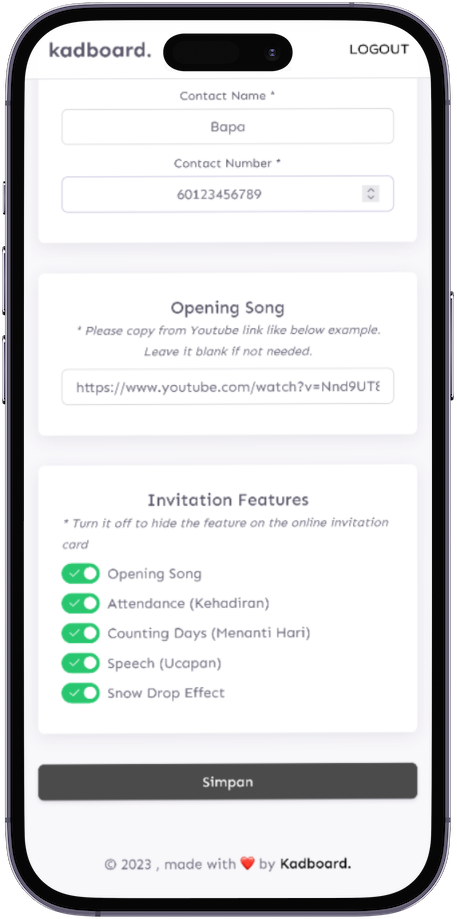 kadboard.
LOGOUT
Contact Name *
Bapa
Contact Number *
60123456789
Opening Song
* Please copy from Youtube link like below example.
Leave it blank if not needed.
https://www.youtube.com/watch?v=Nnd9UT8
Invitation Features
* Turn it off to hide the feature on the online invitation
card
Opening Song
Attendance (Kehadiran)
Counting Days (Menanti Hari)
Speech (Ucapan)
Snow Drop Effect
Simpan
© 2023 , made with ❤️ by Kadboard.